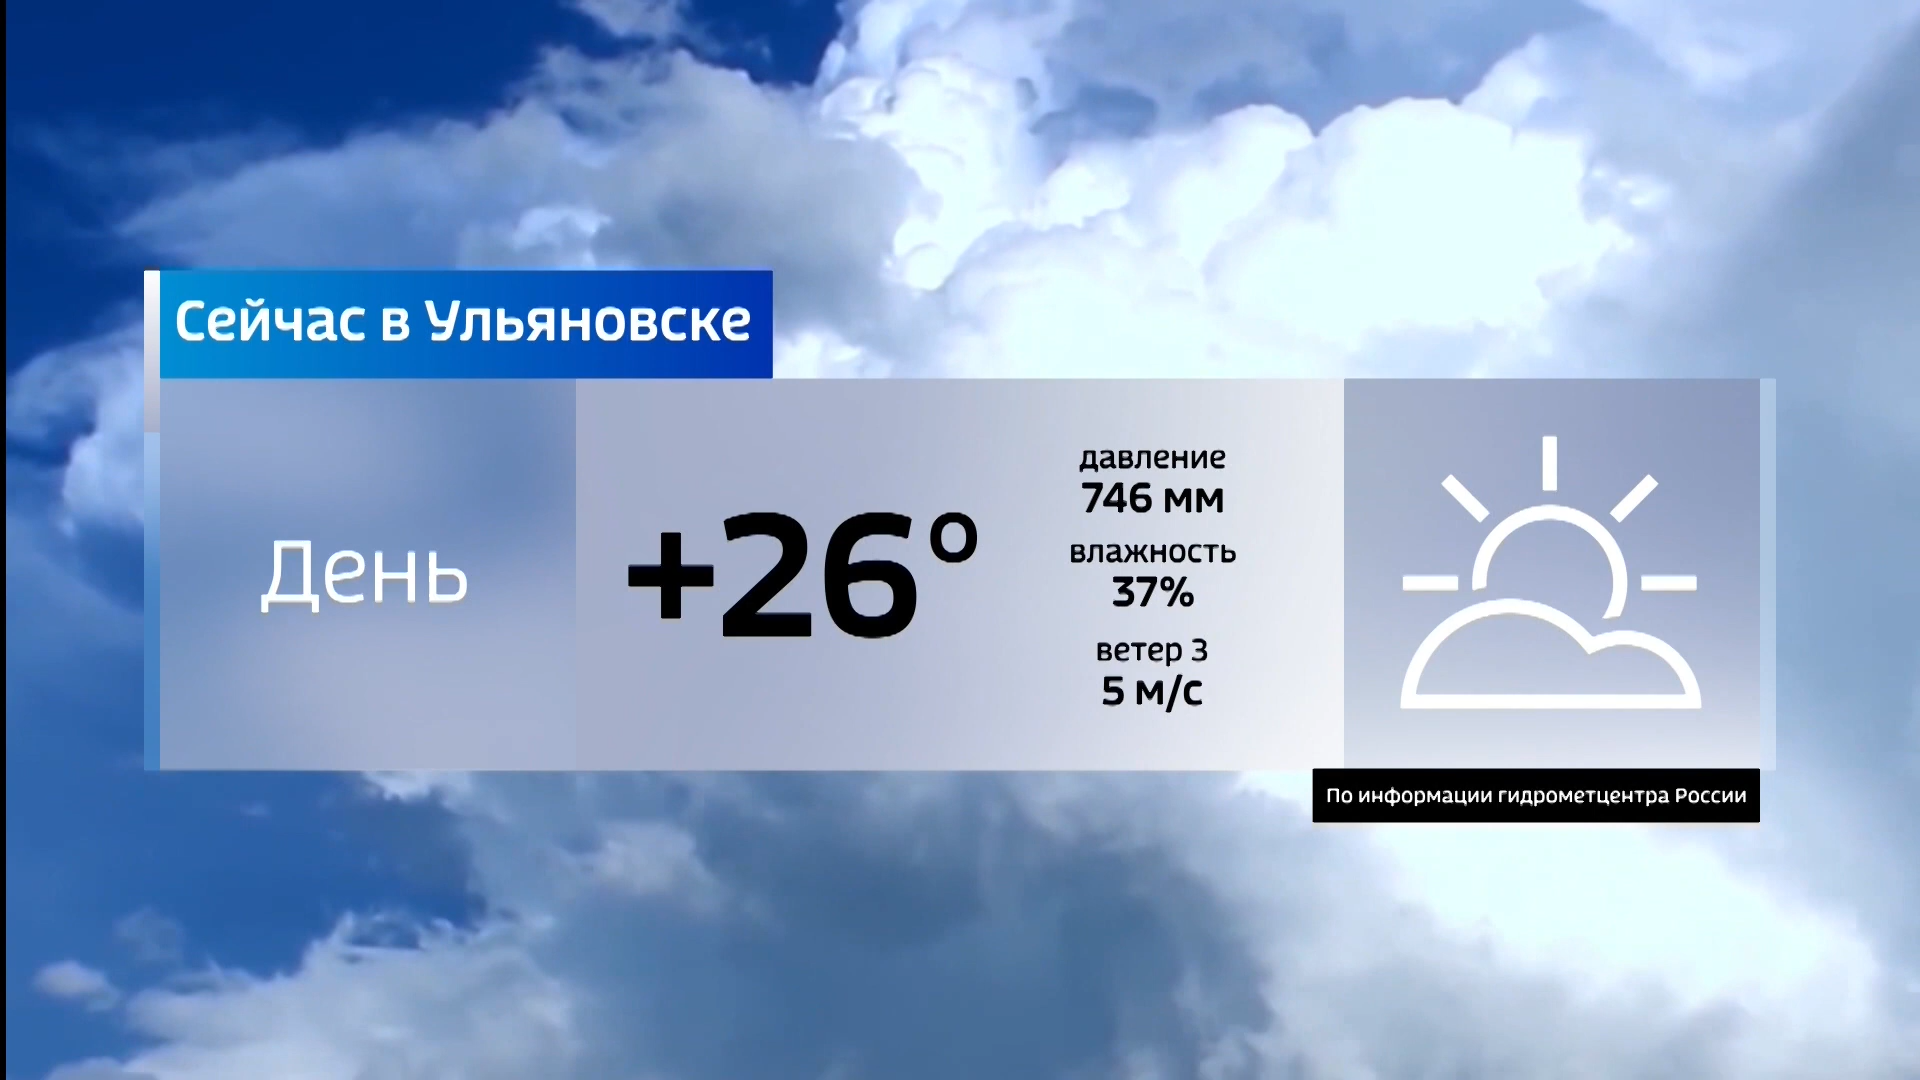 Сейчас в Ульяновске
День
+26°
давление
746 мм
влажность
37%
ветер З
5 м/с
По информации гидрометцентра России